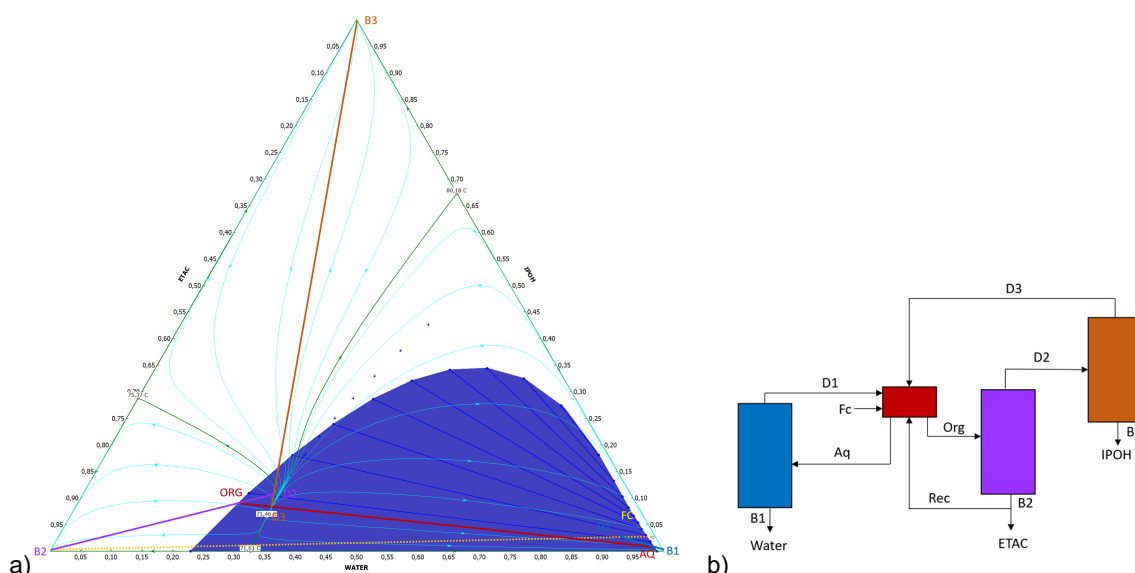 B3
0,05
0,95
0,10
0,90
0,15
0,85
0,20
0,80
0,25
0,75
0,30
0,70
80,18 C
0,35
0,65
0,40
0,60
0,45
0,55
ETAC
IPOH
0,50
0,50
0,55
0,45
0,60
0,40
0,65
0,35
0,70
75,37 C
0,30
0,75
0,25
0,80
0,20
0,85
0,15
0,90
ORG
D2
0,10
D3
71,46 C
FC
0,95
0,05
B2
71,61 C
AQ
B1
0,05
0,10
0,15
0,20
0,25
0,30
0,35
0,40
0,45
0,50
0,55
0,60
0,65
0,70
0,75
0,80
0,85
0,90
0,95
WATER
a)
D3
D2
D1
Fc
Org
Aq
B
IPOH
Rec
B2
B1
Water
ETAC
b)